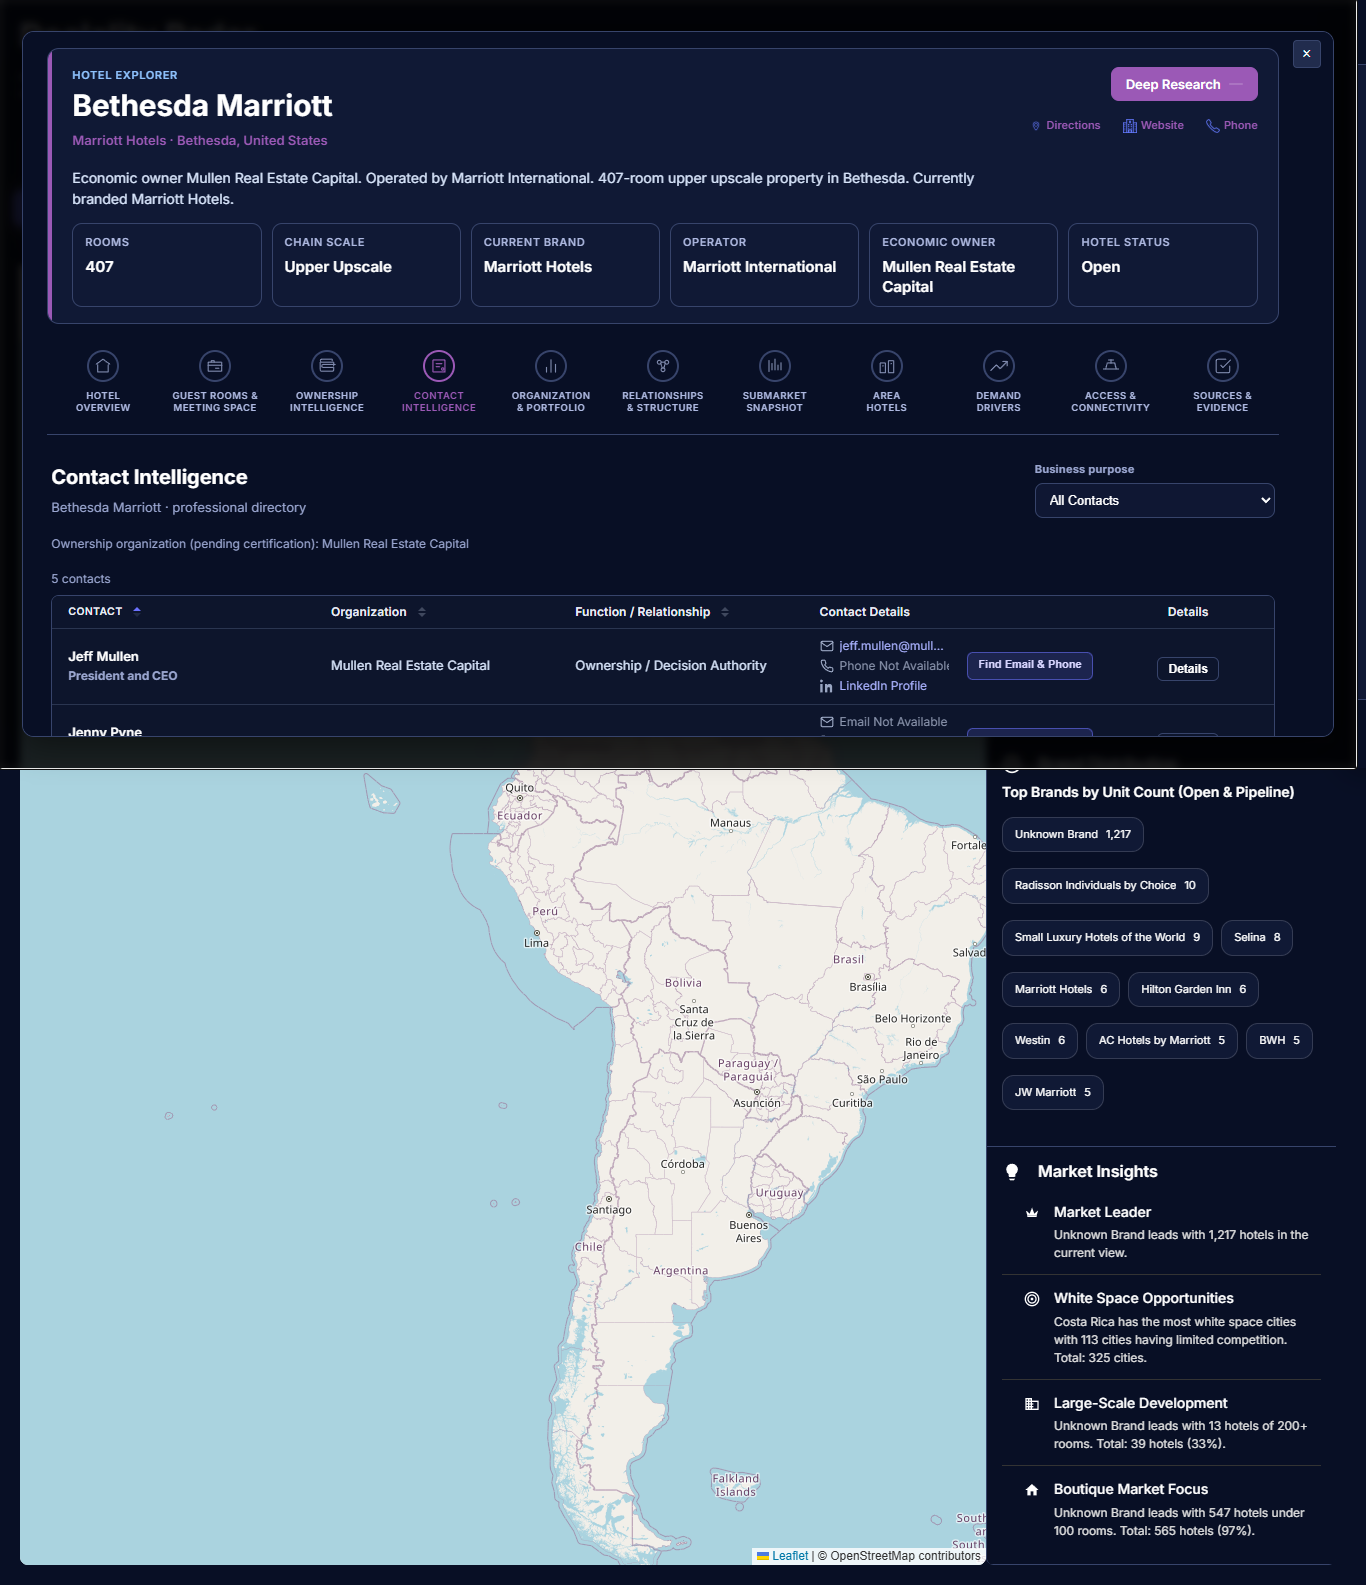 HOTEL EXPLORER
Bethesda Marriott
Marriott Hotels · Bethesda, United States
Deep Research
Directions
Website
Phone
Economic owner Mullen Real Estate Capital. Operated by Marriott International. 407-room upper upscale property in Bethesda. Currently
branded Marriott Hotels.
ROOMS
407
CHAIN SCALE
Upper Upscale
CURRENT BRAND
Marriott Hotels
OPERATOR
Marriott International
ECONOMIC OWNER
Mullen Real Estate
Capital
HOTEL STATUS
Open
×
HOTEL
OVERVIEW
GUEST ROOMS &
MEETING SPACE
OWNERSHIP
INTELLIGENCE
CONTACT
INTELLIGENCE
ORGANIZATION
& PORTFOLIO
RELATIONSHIPS
& STRUCTURE
SUBMARKET
SNAPSHOT
AREA
HOTELS
DEMAND
DRIVERS
ACCESS &
CONNECTIVITY
SOURCES &
EVIDENCE
Contact Intelligence
Bethesda Marriott · professional directory
Business purpose
All Contacts
Ownership organization (pending certification): Mullen Real Estate Capital
5 contacts
CONTACT Organization Function / Relationship Contact Details Details
Jeff Mullen
President and CEO
Mullen Real Estate Capital
Ownership / Decision Authority
jeff.mullen@mull...
Phone Not Available
LinkedIn Profile
Find Email & Phone
Details
Jenny Pyne
Email Not Available
Quito
Ecuador
Manaus
Fortale
Perú
Lima
Brasil
Salvad
Brasília
Bolivia
Santa
Cruz de
la Sierra
Belo Horizonte
Rio de
Janeiro
Paraguay /
Paraguái
São Paulo
Asunción
Curitiba
Córdoba
Uruguay
Santiago
Buenos
Aires
Chile
Argentina
Falkland
Islands
South
ar
South
Leaflet | © OpenStreetMap contributors
Top Brands by Unit Count (Open & Pipeline)
Unknown Brand 1,217
Radisson Individuals by Choice 10
Small Luxury Hotels of the World 9
Selina 8
Marriott Hotels 6
Hilton Garden Inn 6
Westin 6
AC Hotels by Marriott 5
BWH 5
JW Marriott 5
Market Insights
Market Leader
Unknown Brand leads with 1,217 hotels in the
current view.
White Space Opportunities
Costa Rica has the most white space cities
with 113 cities having limited competition.
Total: 325 cities.
Large-Scale Development
Unknown Brand leads with 13 hotels of 200+
rooms. Total: 39 hotels (33%).
Boutique Market Focus
Unknown Brand leads with 547 hotels under
100 rooms. Total: 565 hotels (97%).